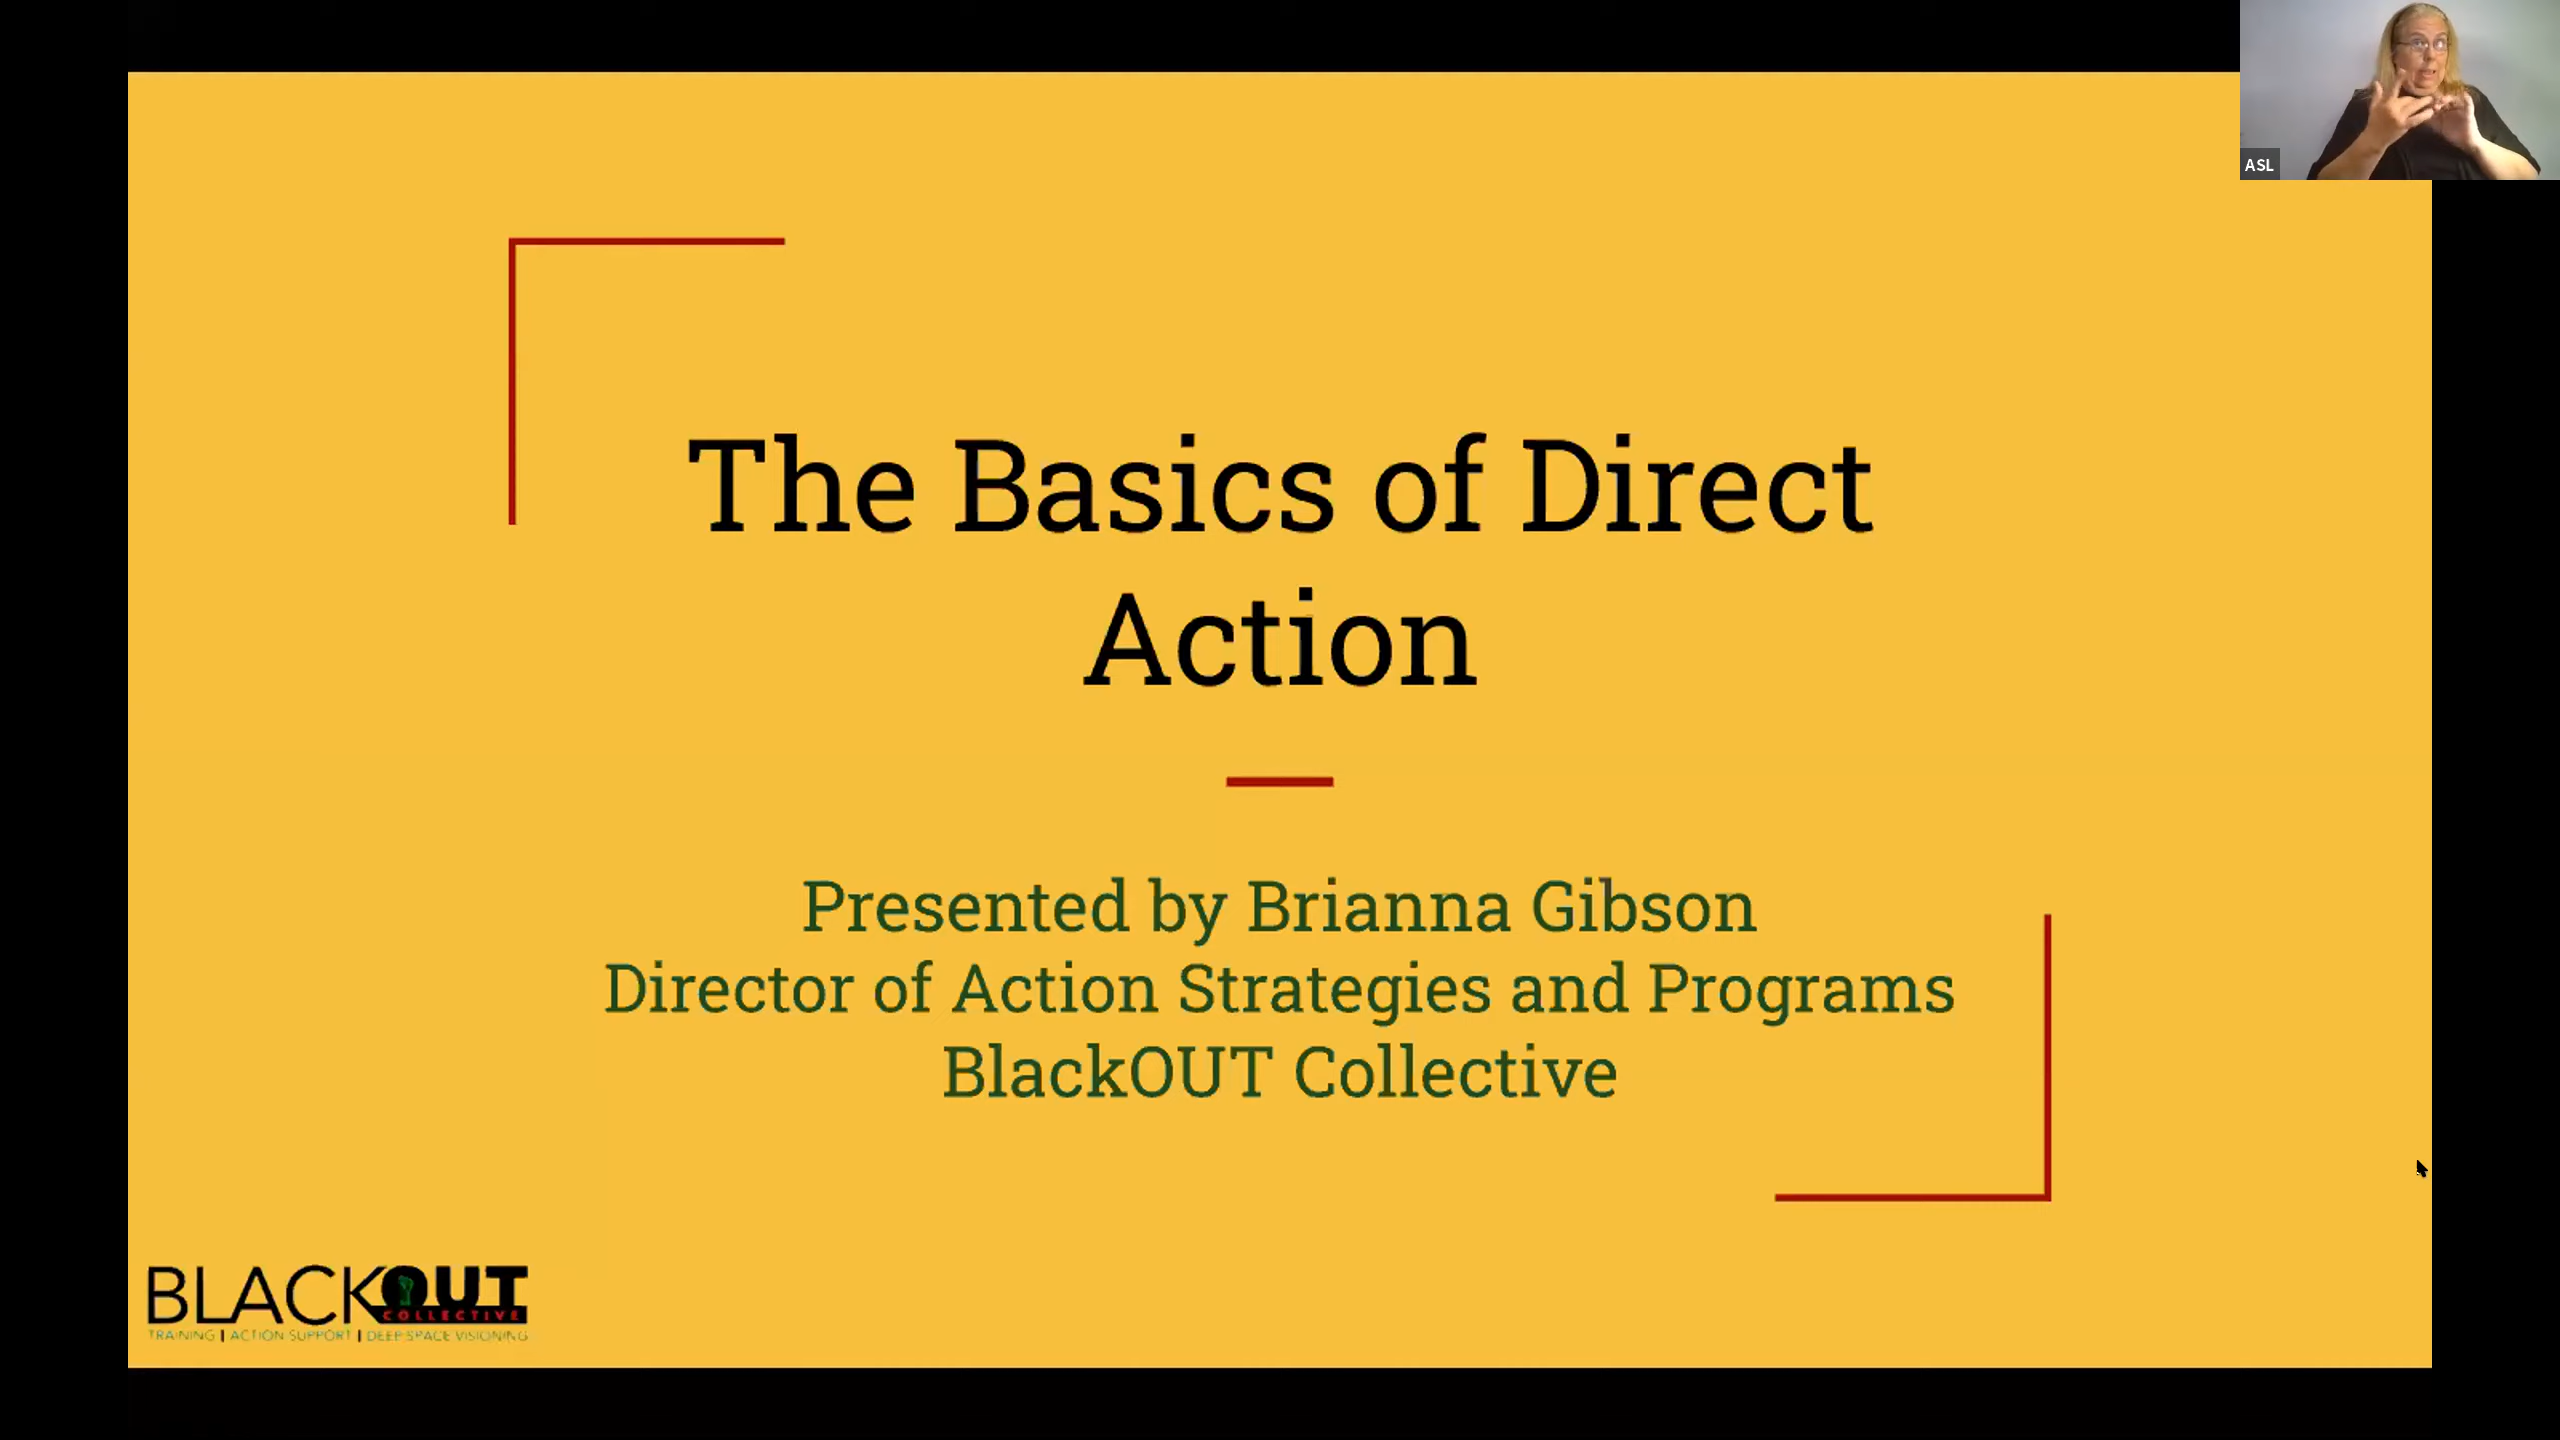 ASL
The Basics of Direct
Action
Presented by Brianna Gibson
Director of Action Strategies and Programs
BlackOUT Collective
BLACKOUT
COLLECTIVE
TRAINING | ACTION SUPPORT | DEEP SPACE VISIONING